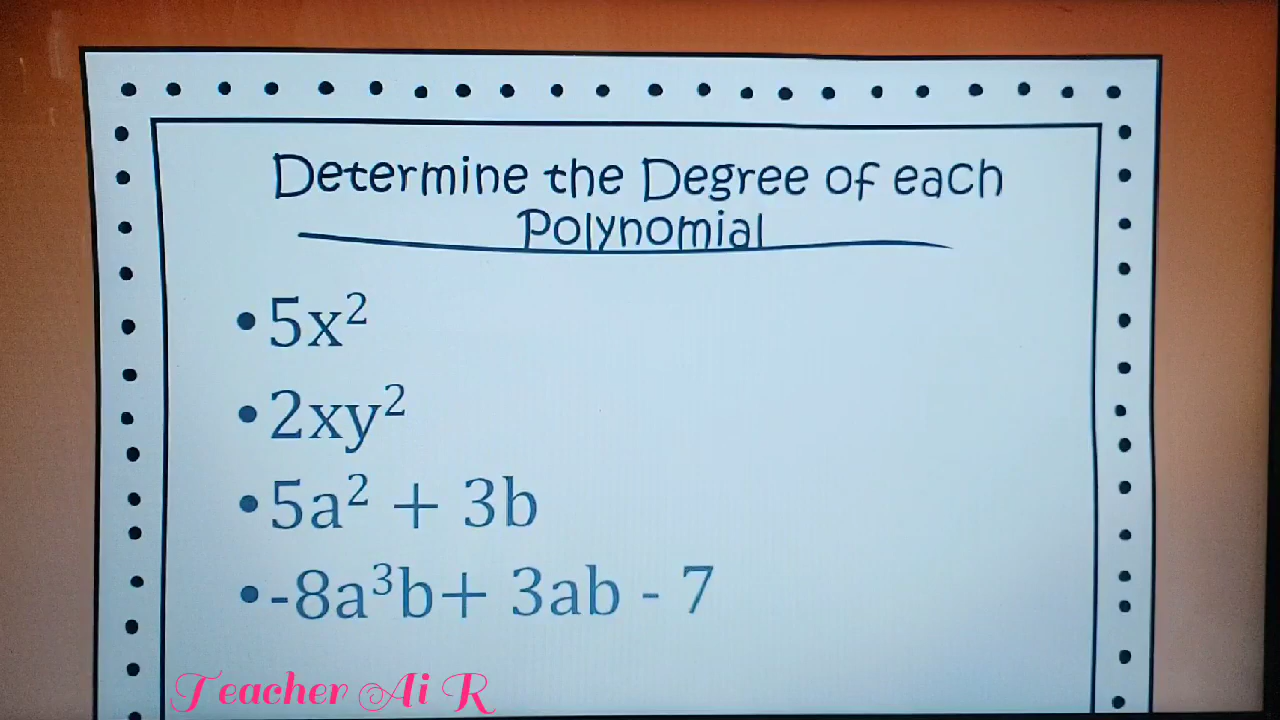 Determine the Degree of each
Polynomial
•5x²
•2xy²
•5a² + 3b
•-8a³b+ 3ab - 7
Teacher Ai R